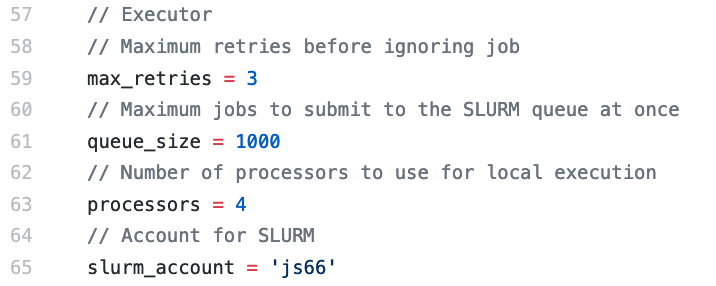 57 // Executor
58 // Maximum retries before ignoring job
59 max_retries = 3
60 // Maximum jobs to submit to the SLURM queue at once
61 queue_size = 1000
62 // Number of processors to use for local execution
63 processors = 4
64 // Account for SLURM
65 slurm_account = 'js66'